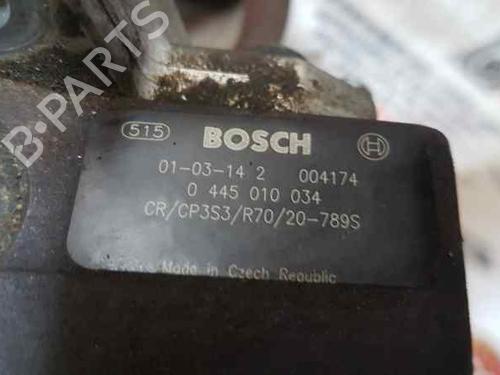 B-PARTS
515 BOSCH
01-03-14 2 004174
0 445 010 034
CR/CP3S3/R70/20-789S
Made in Czech Republic